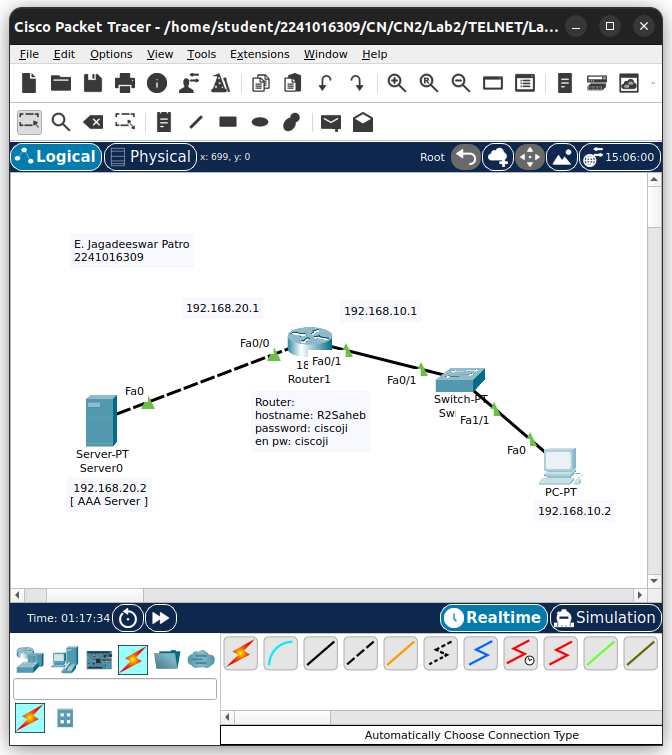 Cisco Packet Tracer - /home/student/2241016309/CN/CN2/Lab2/TELNET/La...
File Edit Options View Tools Extensions Window Help
Logical Physical x: 699, y: 0 Root 15:06:00
E. Jagadeeswar Patro
2241016309
192.168.20.1
192.168.10.1
Fa0/0
18
Fa0/1
Router1
Fa0/1
Fa0
Router:
hostname: R2Saheb
password: ciscoji
en pw: ciscoji
Switch-PT
Swi
Fa1/1
Server-PT
Server0
Fa0
PC-PT
192.168.20.2
[ AAA Server ]
192.168.10.2
Time: 01:17:34 Realtime Simulation
Automatically Choose Connection Type